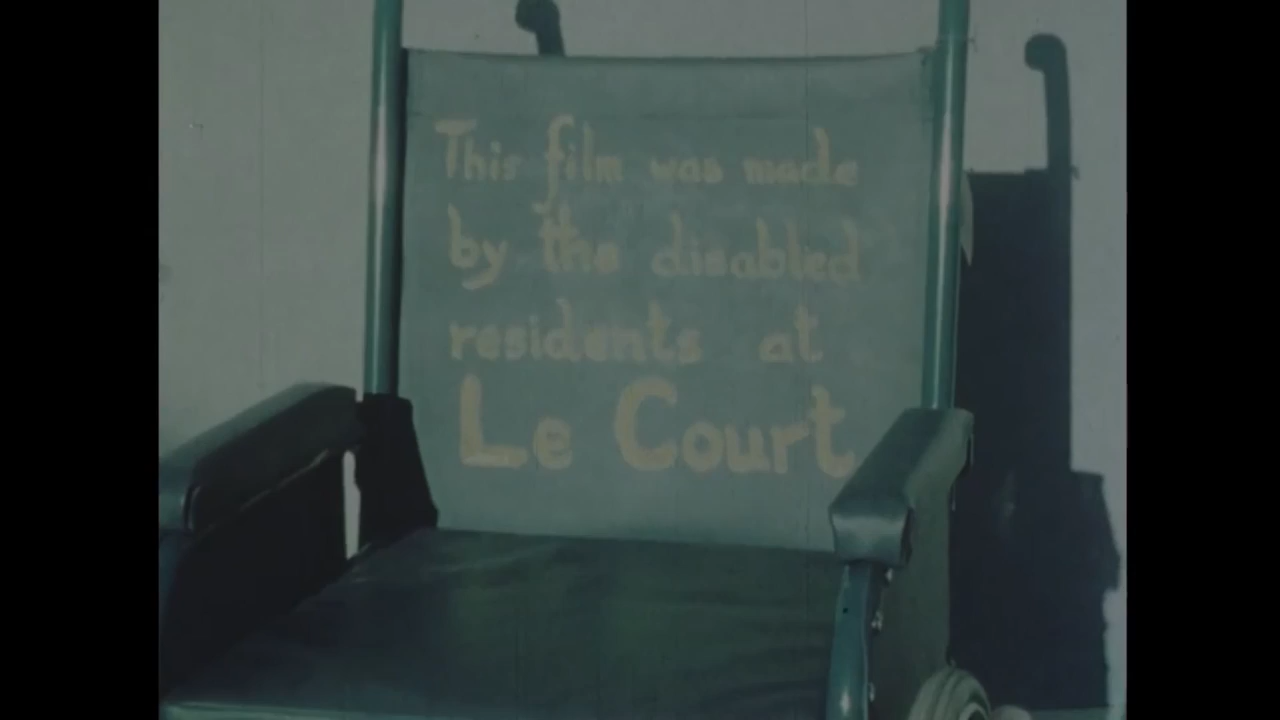 This film was made
by the disabled
residents at
Le Court